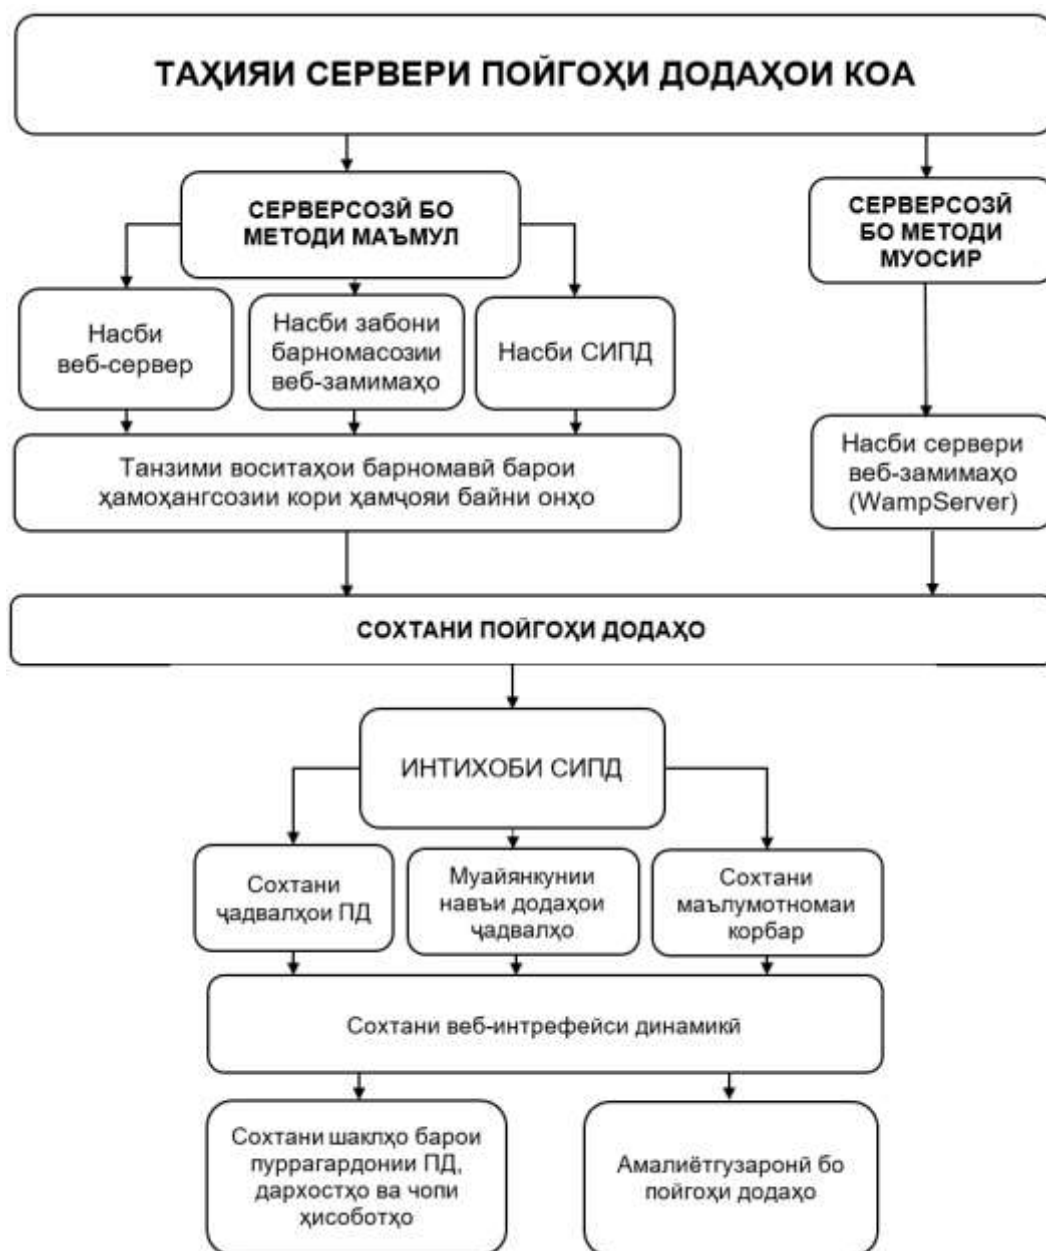 ТАҲИЯИ СЕРВЕРИ ПОЙГОҲИ ДОДАҲОИ КОА
СЕРВЕРСОЗӢ БО
МЕТОДИ МАЪМУЛ
СЕРВЕРСОЗӢ
БО МЕТОДИ
МУОСИР
Насби
веб-сервер
Насби забони
барномасозии
веб-замимаҳо
Насби СИПД
Танзими воситаҳои барномавӣ барои
ҳамоҳангсозии кори ҳамҷояи байни онҳо
Насби сервери
веб-замимаҳо
(WampServer)
СОХТАНИ ПОЙГОҲИ ДОДАҲО
ИНТИХОБИ СИПД
Сохтани
ҷадвалҳои ПД
Муайянкунии
навъи додаҳои
ҷадвалҳо
Сохтани
маълумотномаи
корбар
Сохтани веб-интрефейси динамикӣ
Сохтани шаклҳо барои
пуррагардонии ПД,
дархостҳо ва чопи
ҳисоботҳо
Амалиётгузаронӣ бо
пойгоҳи додаҳо